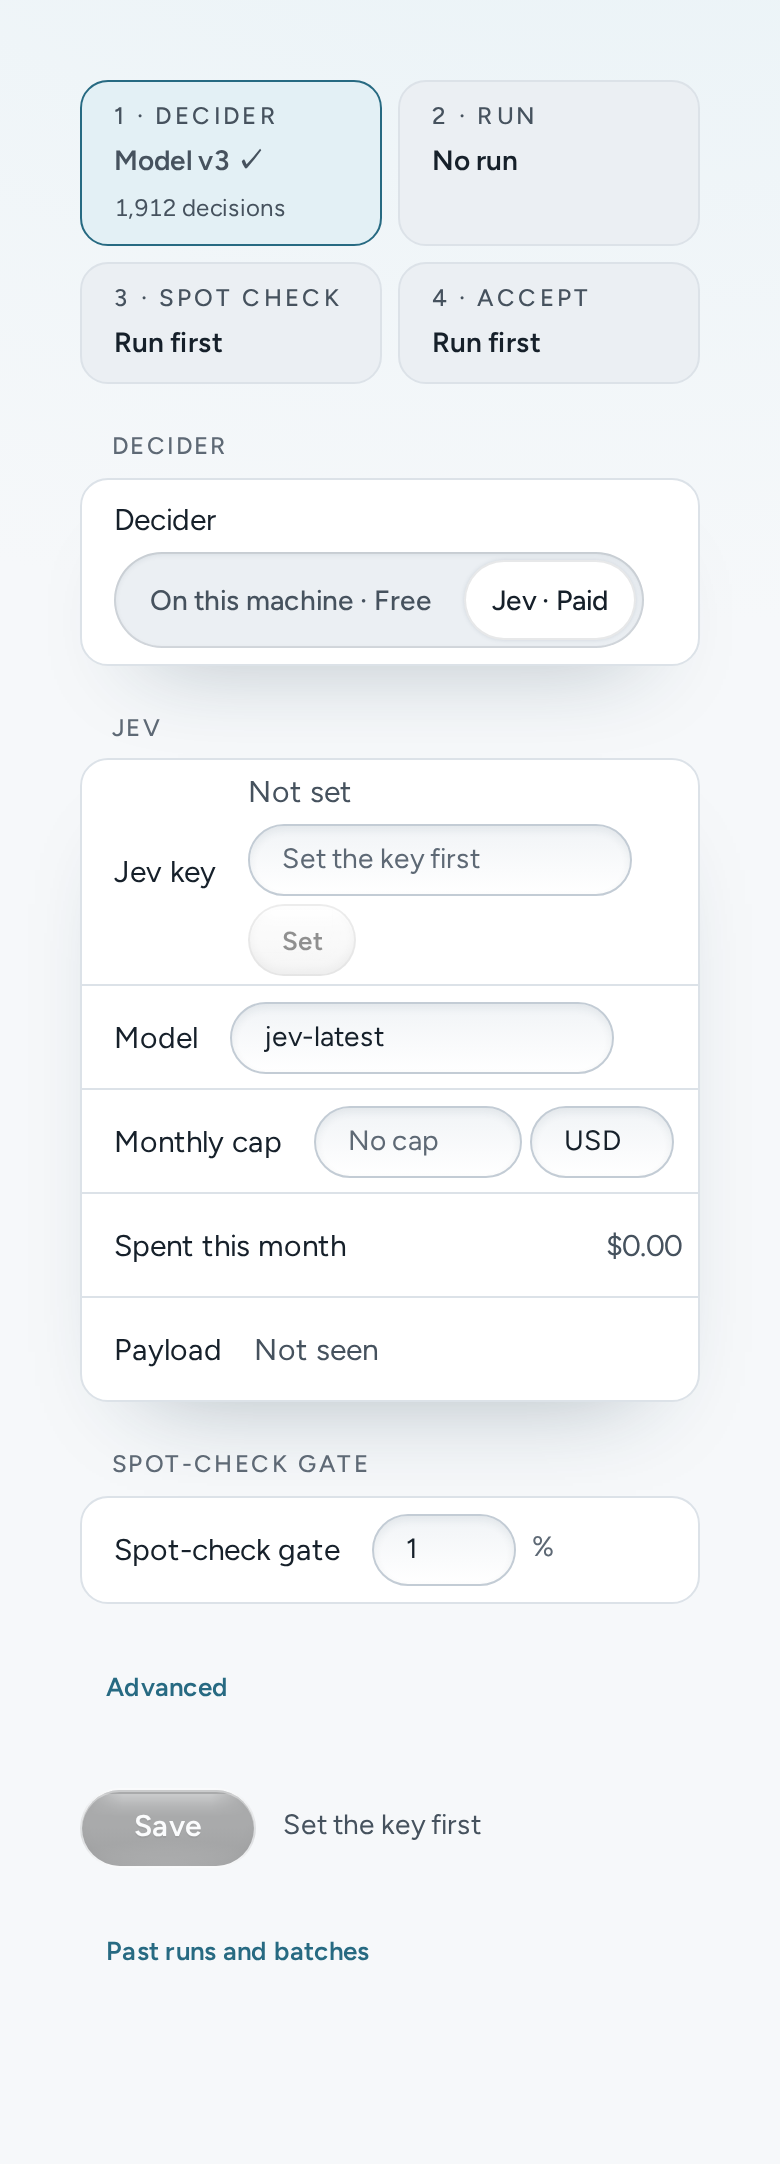 1 · DECIDER
Model v3 ✓
1,912 decisions
2 · RUN
No run
3 · SPOT CHECK
Run first
4 · ACCEPT
Run first
DECIDER
Decider
On this machine · Free
Jev · Paid
JEV
Not set
Jev key
Set the key first
Set
Model
jev-latest
Monthly cap
No cap
USD
Spent this month
$0.00
Payload
Not seen
SPOT-CHECK GATE
Spot-check gate
1
%
Advanced
Save
Set the key first
Past runs and batches